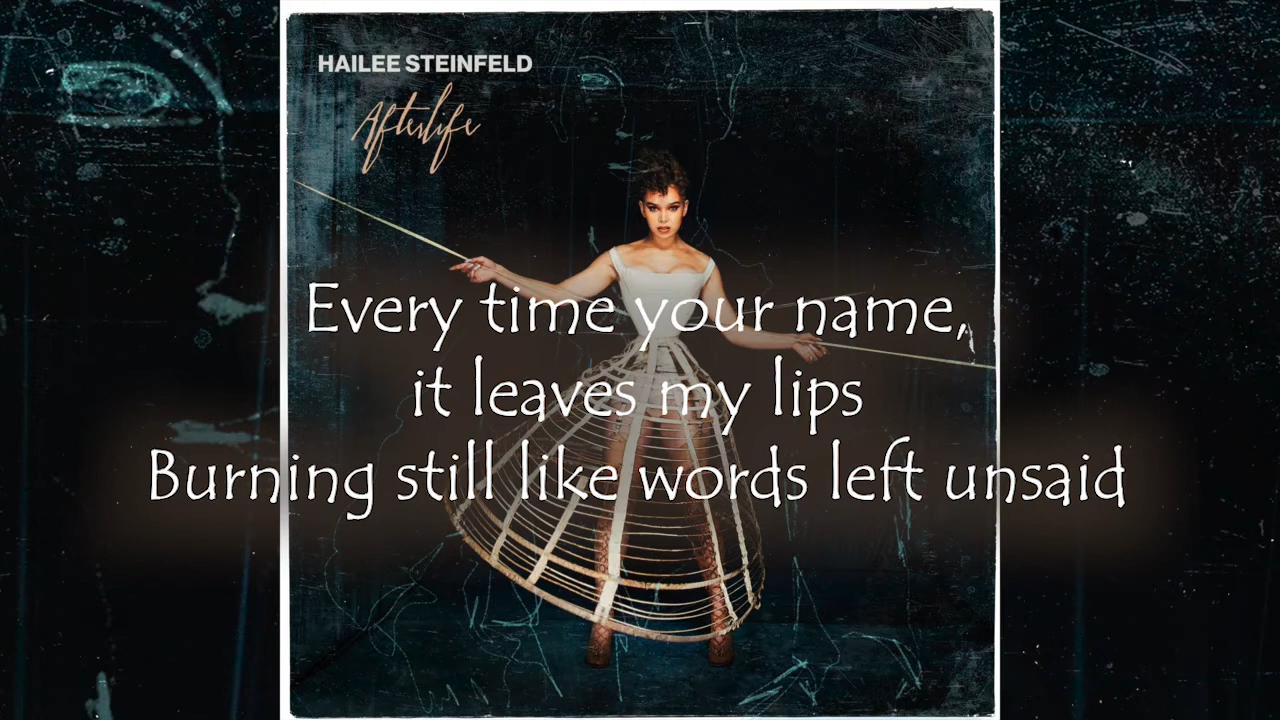 HAILEE STEINFELD
Afterlife
Every time your name,
it leaves my lips
Burning still like words left unsaid